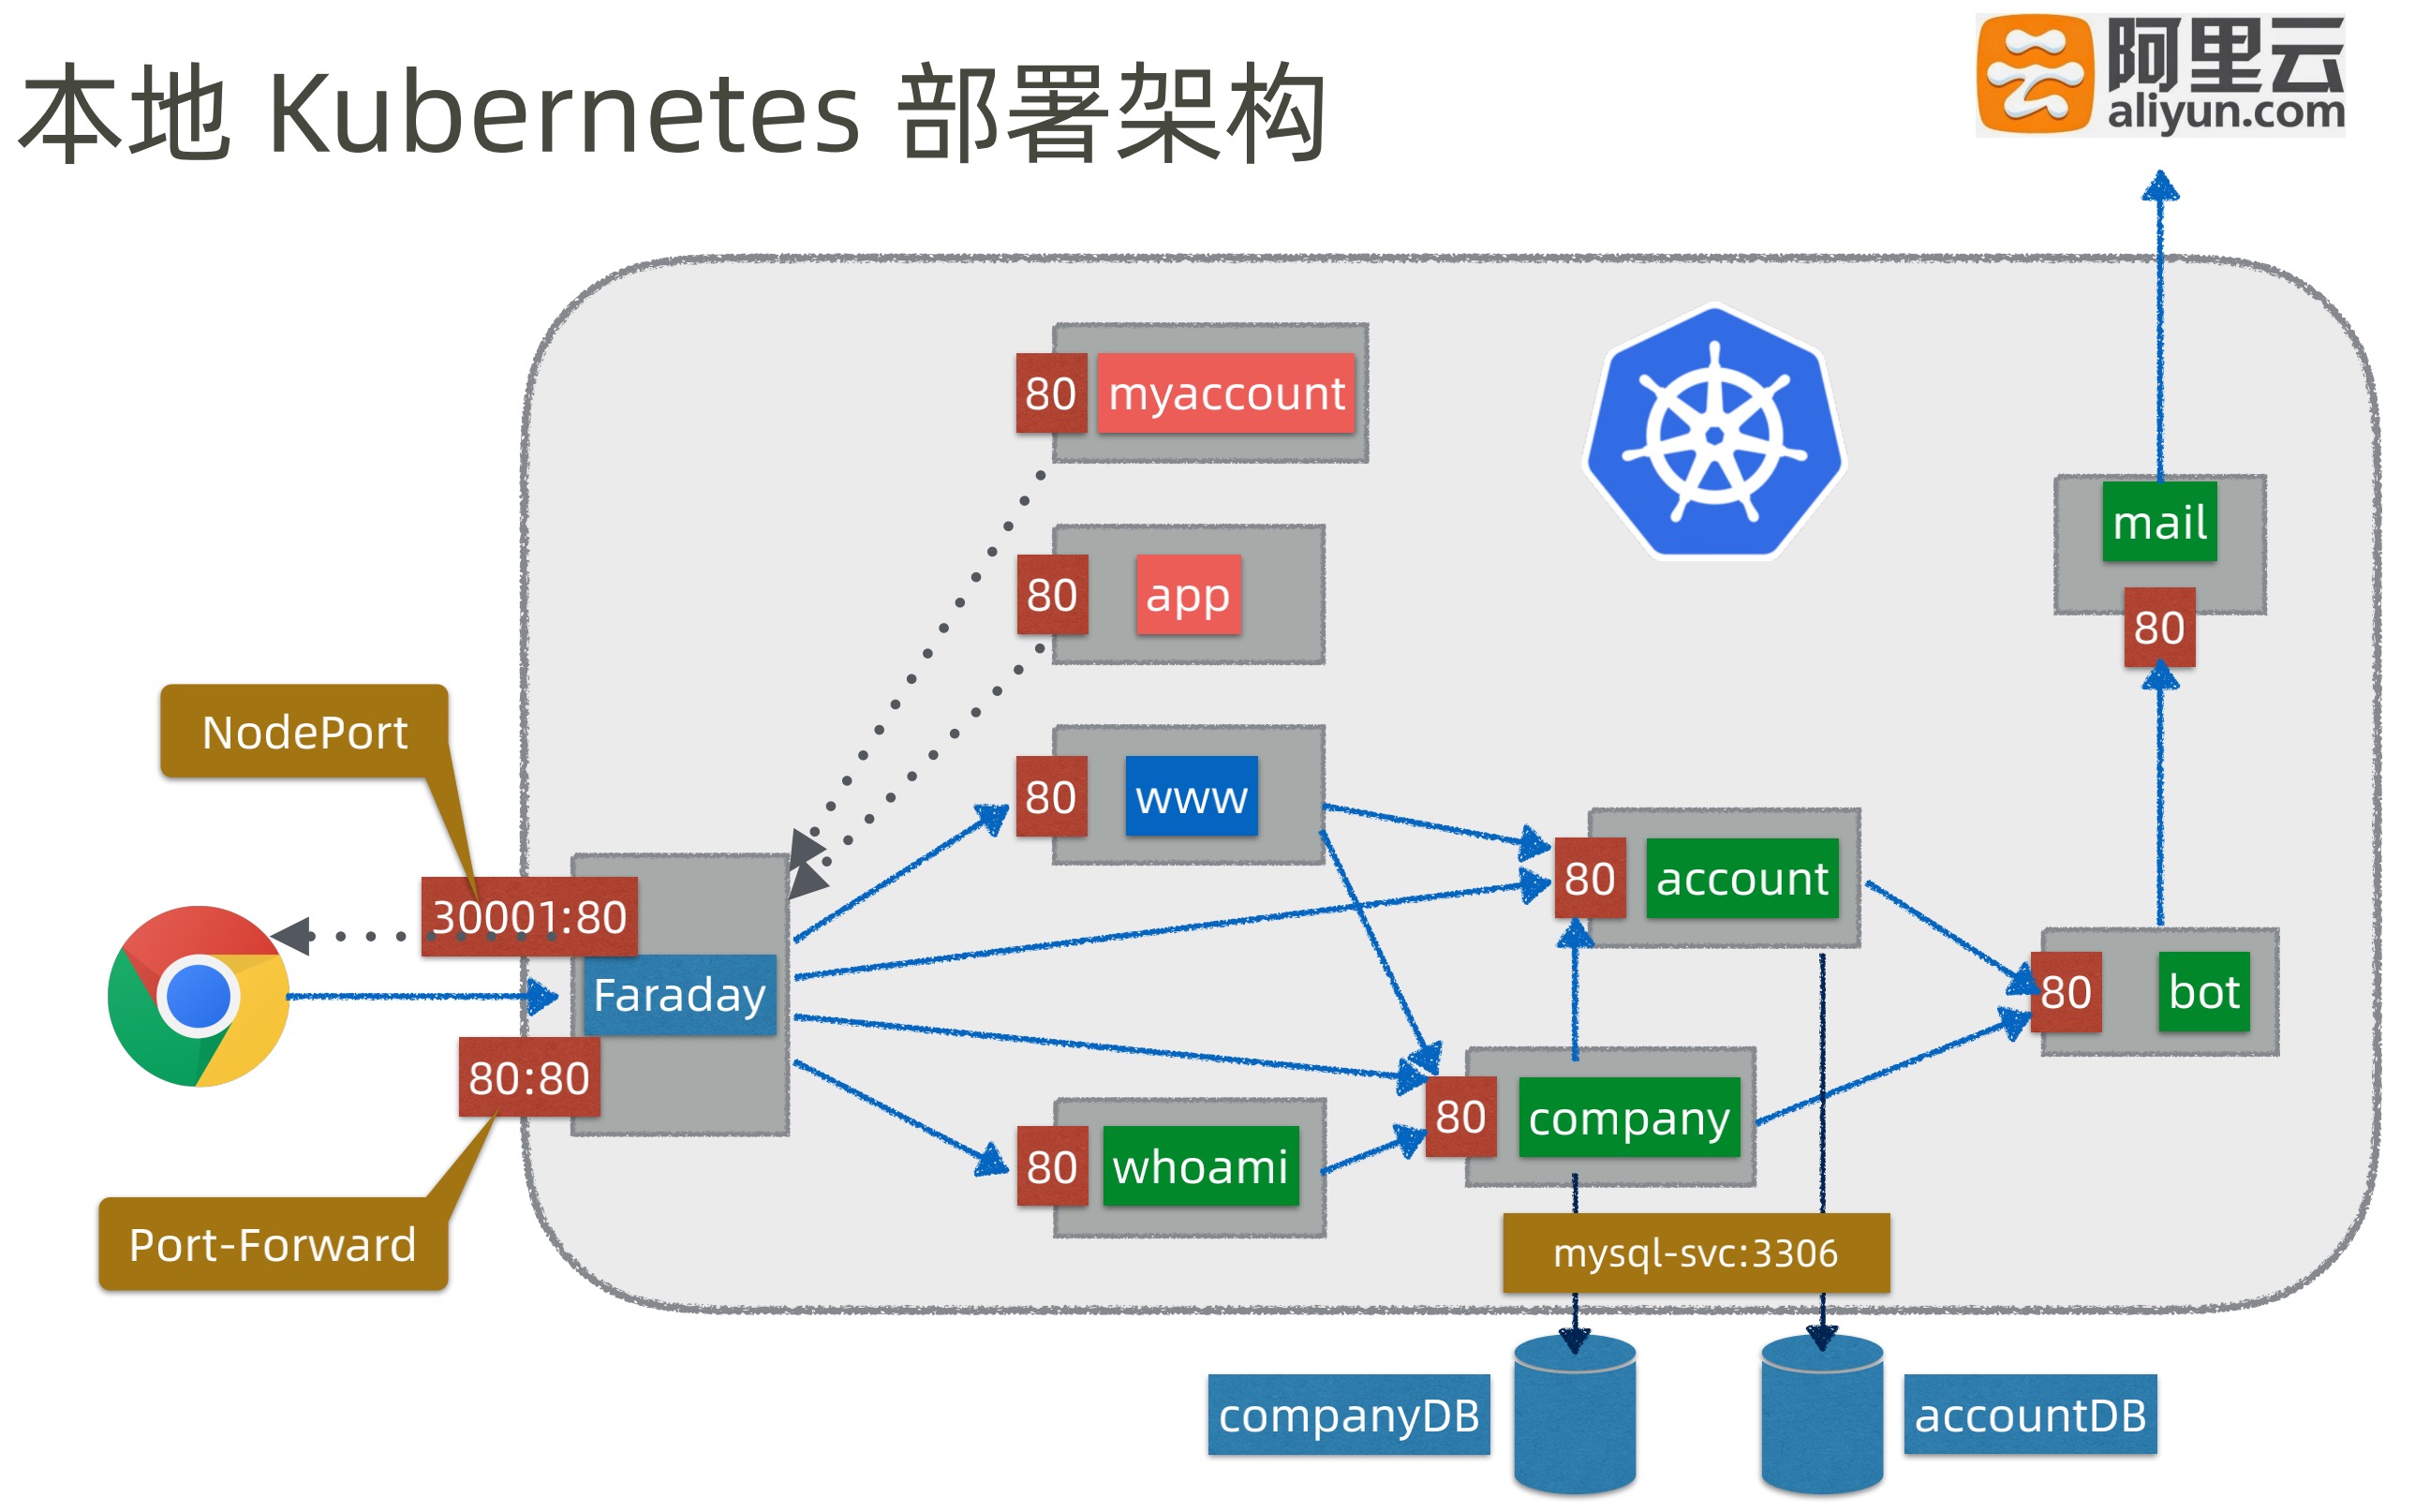 阿里云
aliyun.com
本地 Kubernetes 部署架构
80 myaccount
80 app
mail
80
NodePort
80 www
30001:80
80 account
Faraday
80 bot
80:80
80 company
80 whoami
Port-Forward
mysql-svc:3306
companyDB
accountDB